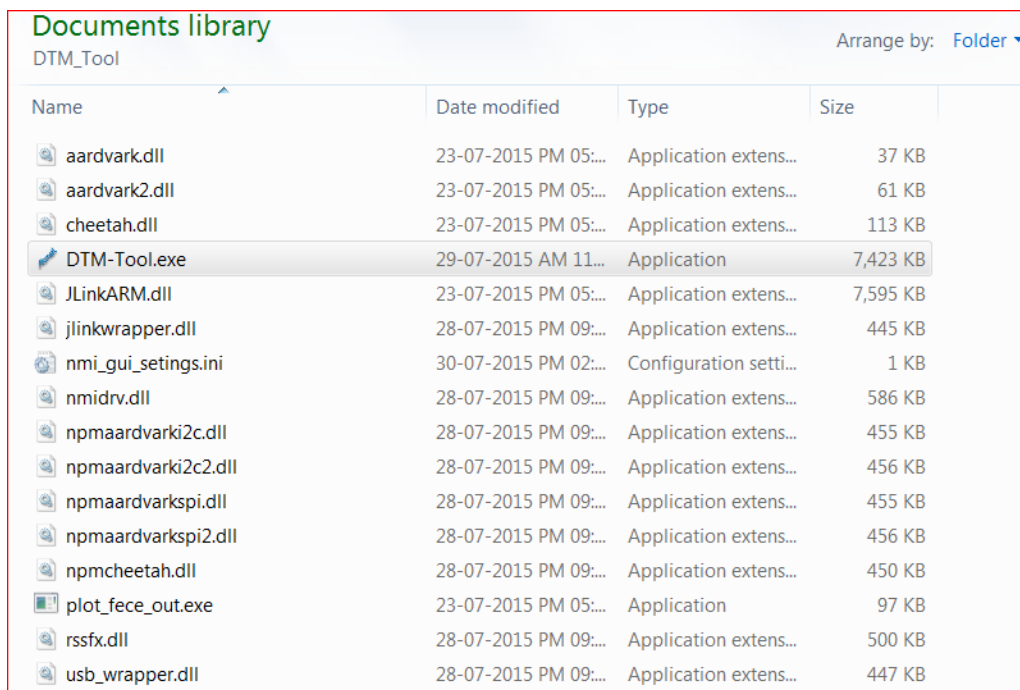 Documents library
DTM_Tool
Arrange by: Folder
Name Date modified Type Size
aardvark.dll 23-07-2015 PM 05:... Application extens... 37 KB
aardvark2.dll 23-07-2015 PM 05:... Application extens... 61 KB
cheetah.dll 23-07-2015 PM 05:... Application extens... 113 KB
DTM-Tool.exe 29-07-2015 AM 11... Application 7,423 KB
JLinkARM.dll 23-07-2015 PM 05:... Application extens... 7,595 KB
jlinkwrapper.dll 28-07-2015 PM 09:... Application extens... 445 KB
nmi_gui_setings.ini 30-07-2015 PM 02:... Configuration setti... 1 KB
nmidrv.dll 28-07-2015 PM 09:... Application extens... 586 KB
npmaardvarki2c.dll 28-07-2015 PM 09:... Application extens... 455 KB
npmaardvarki2c2.dll 28-07-2015 PM 09:... Application extens... 456 KB
npmaardvarkspi.dll 28-07-2015 PM 09:... Application extens... 455 KB
npmaardvarkspi2.dll 28-07-2015 PM 09:... Application extens... 456 KB
npmcheetah.dll 28-07-2015 PM 09:... Application extens... 450 KB
plot_fece_out.exe 23-07-2015 PM 05:... Application 97 KB
rssfx.dll 28-07-2015 PM 09:... Application extens... 500 KB
usb_wrapper.dll 28-07-2015 PM 09:... Application extens... 447 KB